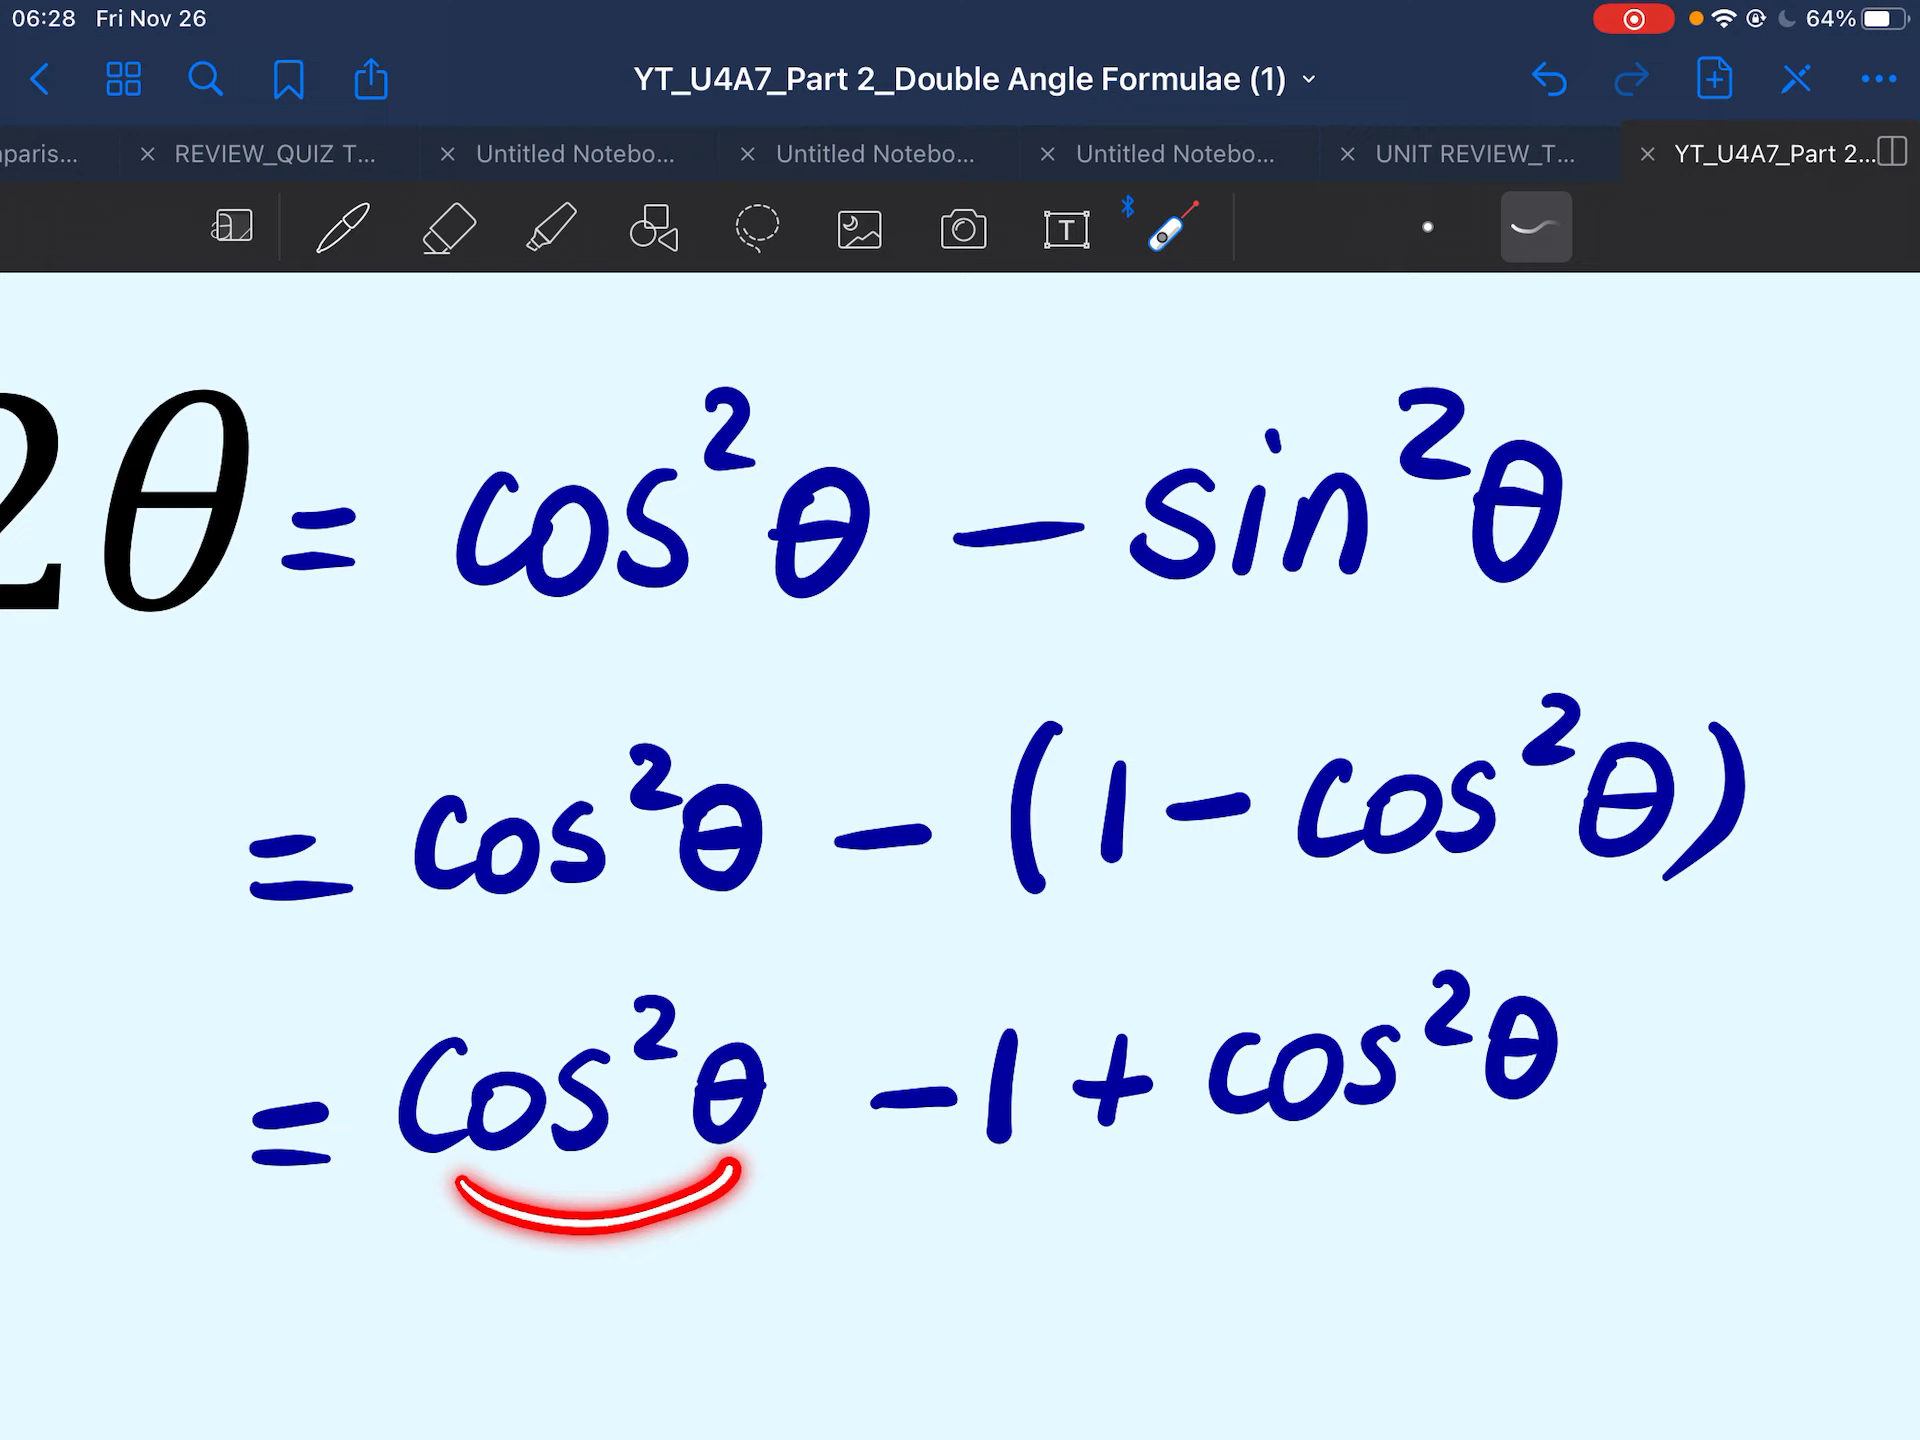 06:28 Fri Nov 26 64%
YT_U4A7_Part 2_Double Angle Formulae (1)
paris... REVIEW_QUIZ T... Untitled Notebo... Untitled Notebo... Untitled Notebo... UNIT REVIEW_T... YT_U4A7_Part 2...
T
2θ = cos²θ - sin²θ
= cos²θ - (1 - cos²θ)
= cos²θ - 1 + cos²θ